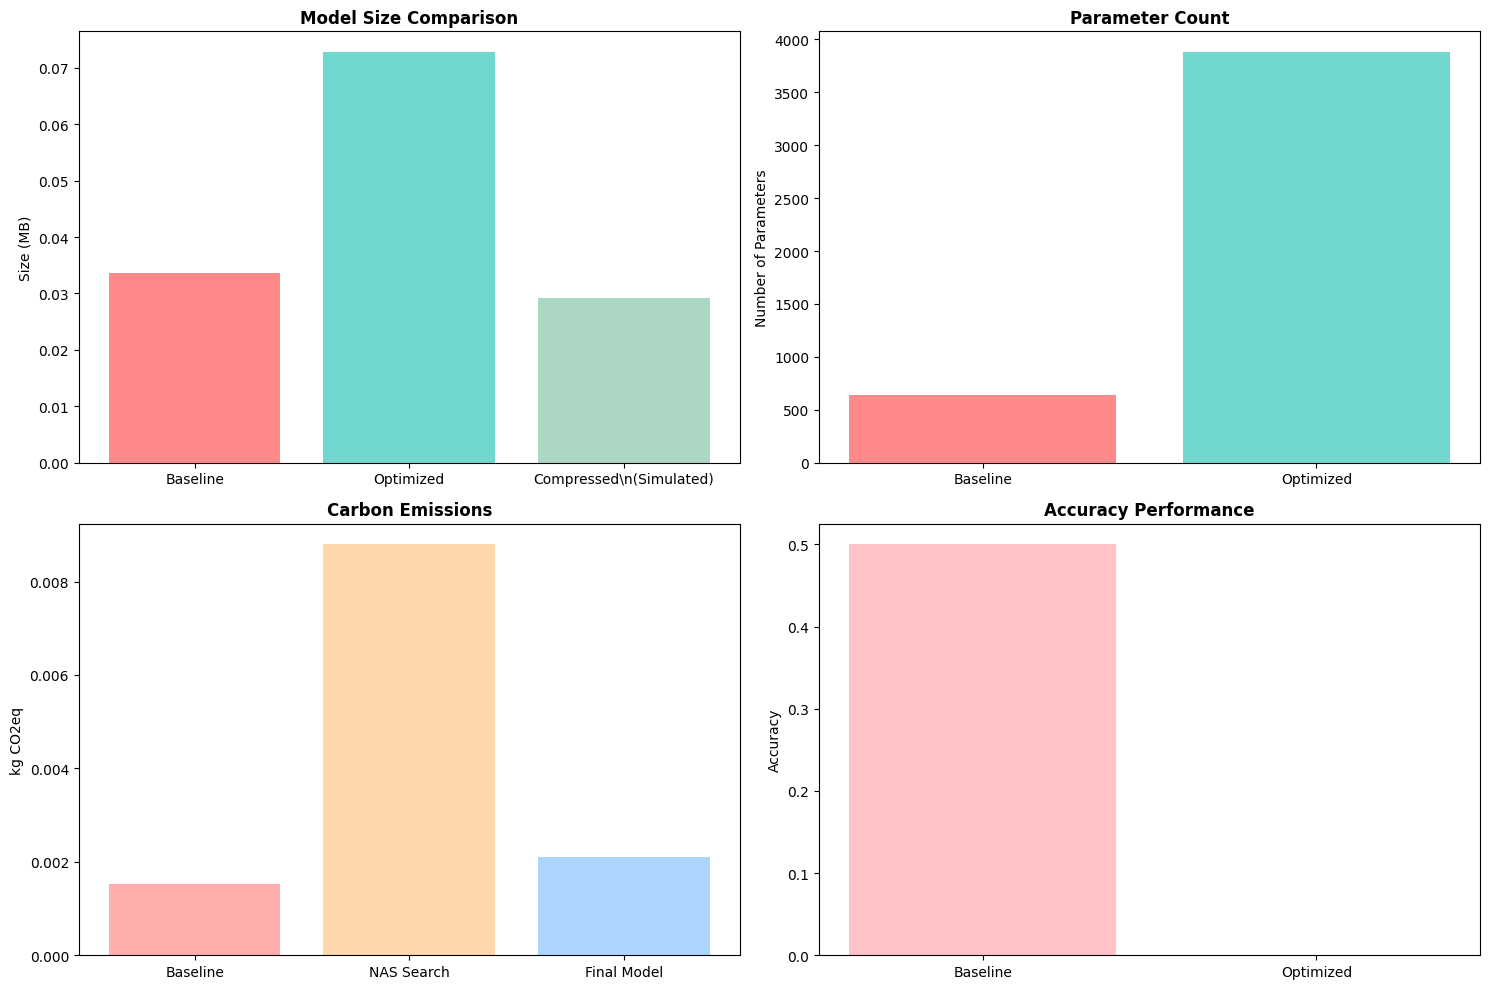 Model Size Comparison
Size (MB)
0.07
0.06
0.05
0.04
0.03
0.02
0.01
0.00
Baseline
Optimized
Compressed\n(Simulated)
Parameter Count
Number of Parameters
4000
3500
3000
2500
2000
1500
1000
500
0
Baseline
Optimized
Carbon Emissions
kg CO2eq
0.008
0.006
0.004
0.002
0.000
Baseline
NAS Search
Final Model
Accuracy Performance
Accuracy
0.5
0.4
0.3
0.2
0.1
0.0
Baseline
Optimized